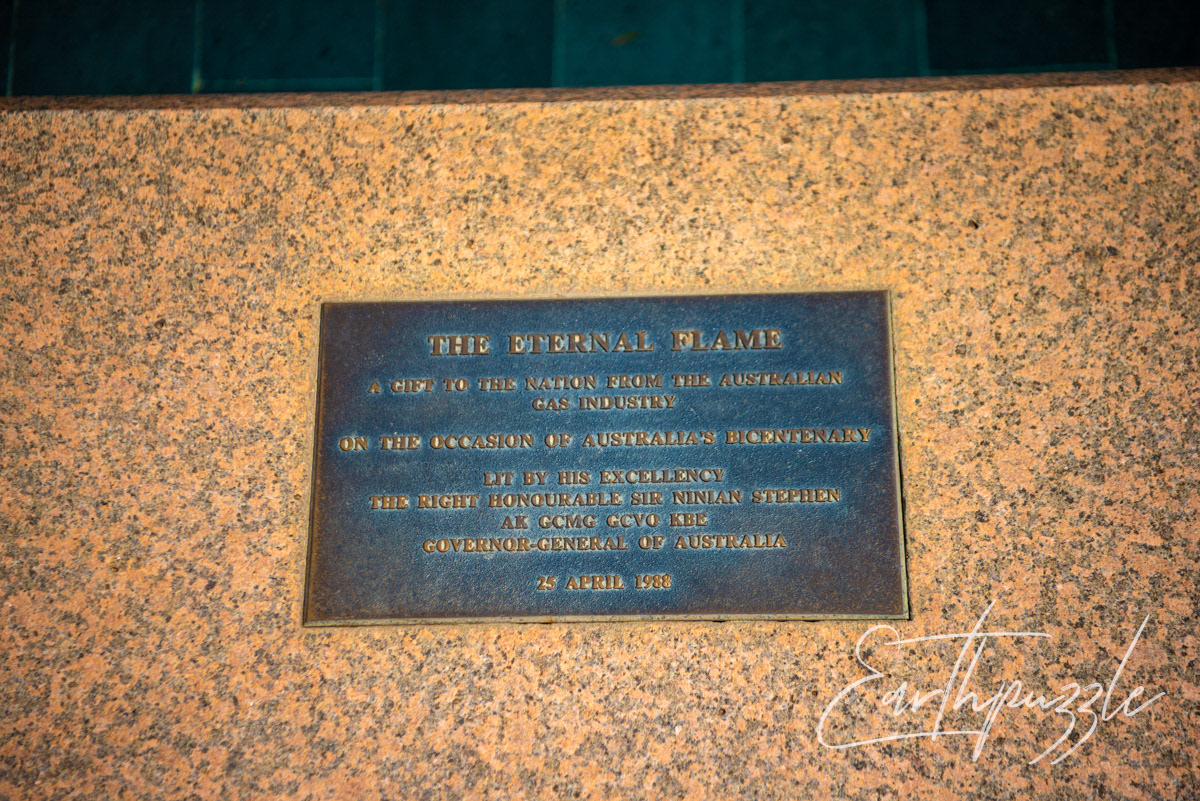 THE ETERNAL FLAME
A GIFT TO THE NATION FROM THE AUSTRALIAN
GAS INDUSTRY
ON THE OCCASION OF AUSTRALIA'S BICENTENARY
LIT BY HIS EXCELLENCY
THE RIGHT HONOURABLE SIR NINIAN STEPHEN
AK GCMG GCVO KBE
GOVERNOR-GENERAL OF AUSTRALIA
25 APRIL 1988
Earthpuzzle